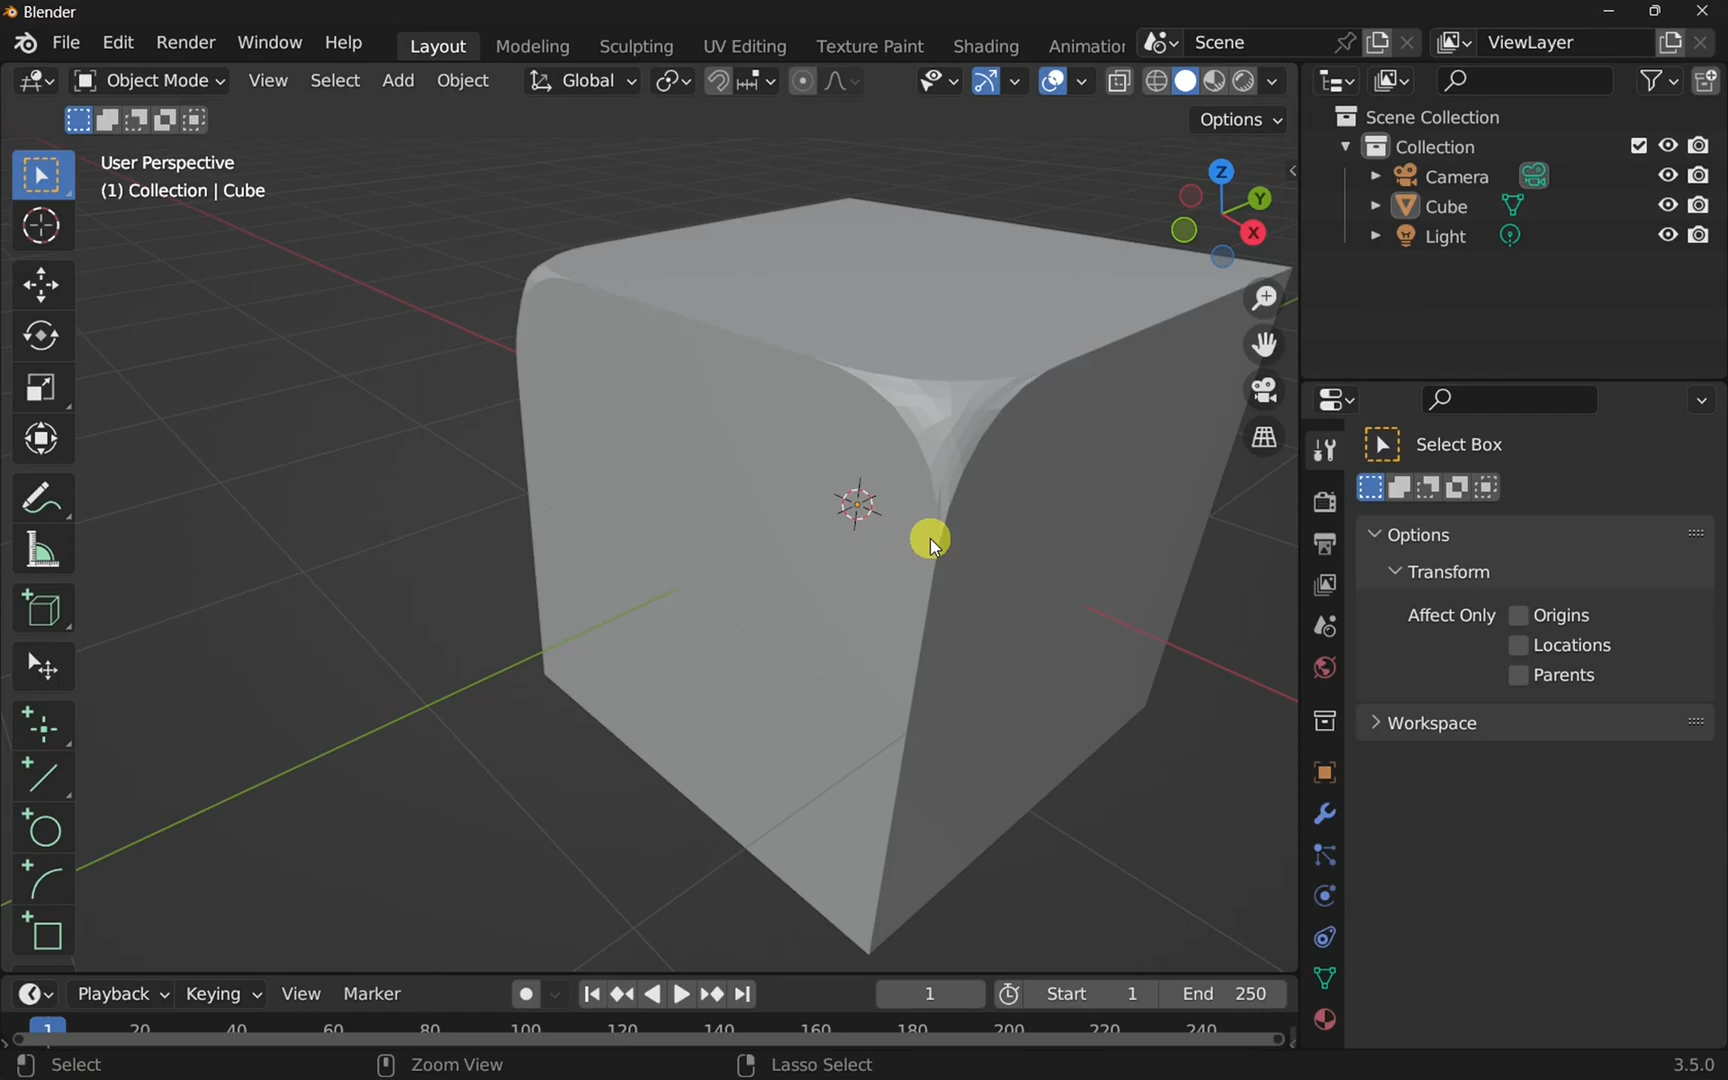 Blender
File Edit Render Window Help Layout Modeling Sculpting UV Editing Texture Paint Shading Animation Scene ViewLayer
Object Mode View Select Add Object Global
Options
User Perspective
(1) Collection | Cube
Z
Y
X
Scene Collection
Collection
Camera
Cube
Light
Select Box
Options
Transform
Affect Only Origins
Locations
Parents
Workspace
Playback Keying View Marker 1 Start 1 End 250
1 20 40 60 80 100 120 140 160 180 200 220 240
Select Zoom View Lasso Select 3.5.0